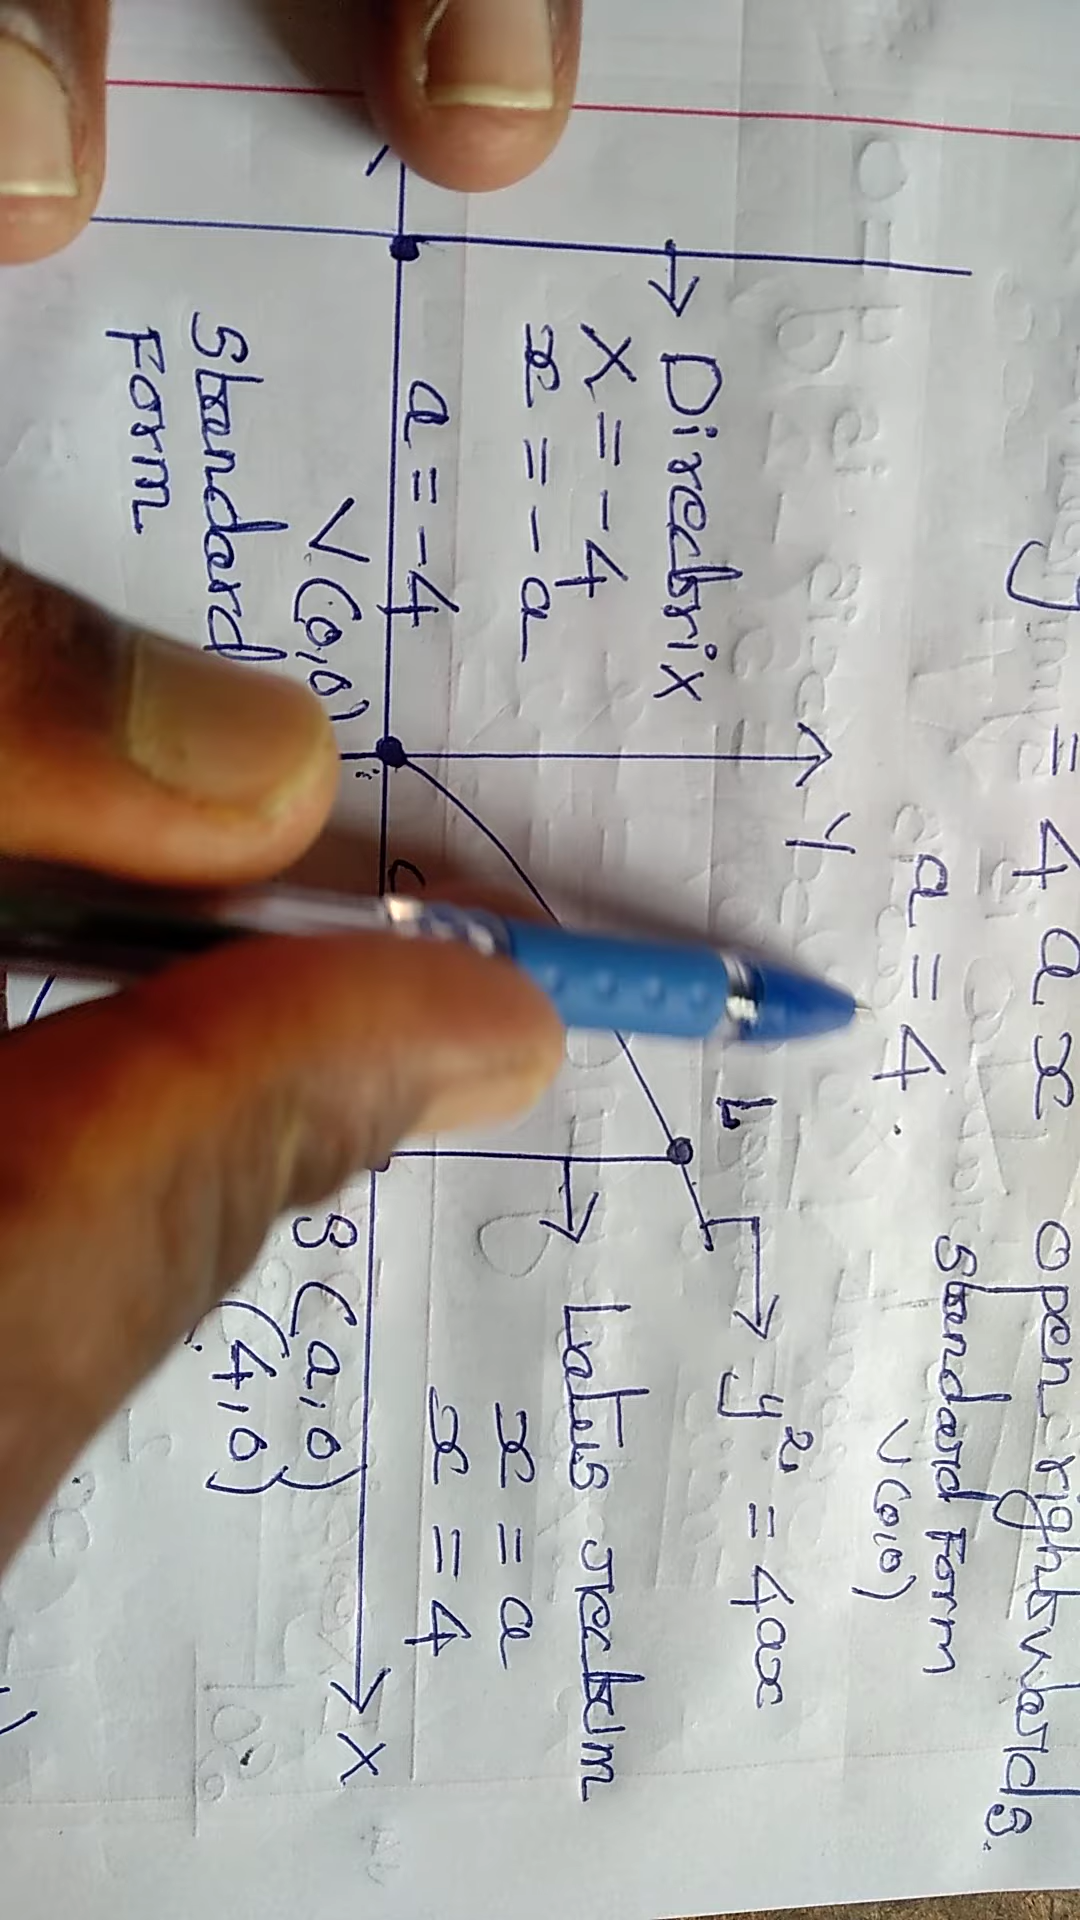 = 4ax open rightwards.
a = 4. Standard Form
V(0,0)
Y
L
y² = 4ax
Directrix
X = -4
x = -a
Latus rectum
x = a
x = 4
a = -4
X
V(0,0)
S(a,0)
(4,0)
Standard
Form